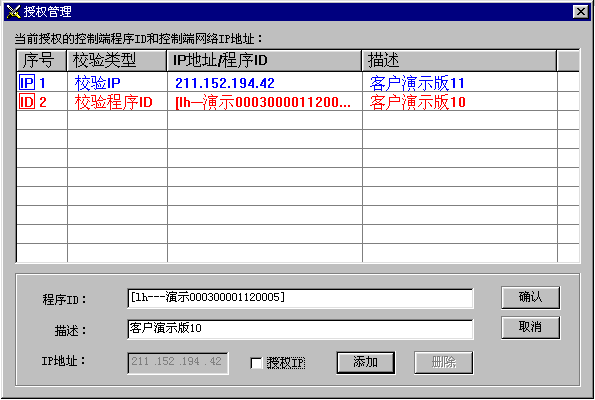 授权管理
当前授权的控制端程序ID和控制端网络IP地址：
序号 校验类型 IP地址/程序ID 描述
IP 1 校验IP 211.152.194.42 客户演示版11
ID 2 校验程序ID [lh---演示0003000011200... 客户演示版10
程序ID： [lh---演示000300001120005] 确认
描述： 客户演示版10 取消
IP地址： 211 .152 .194 . 42 授权IP 添加 删除